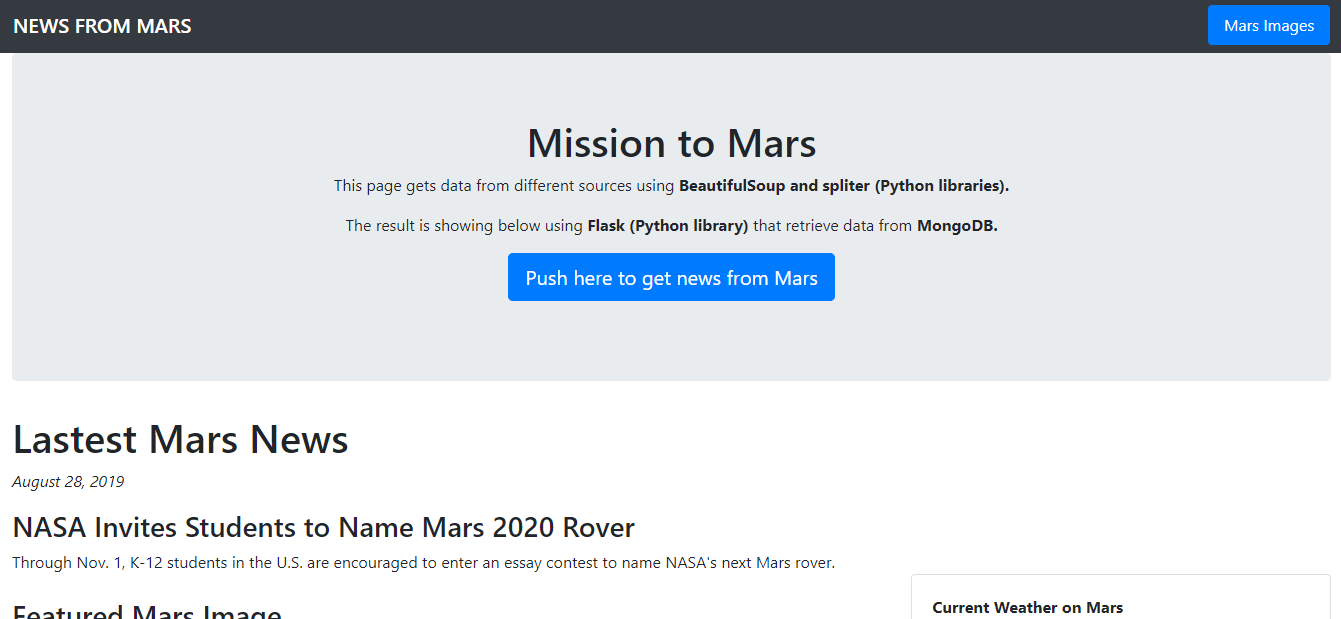 NEWS FROM MARS
Mars Images
Mission to Mars
This page gets data from different sources using BeautifulSoup and spliter (Python libraries).
The result is showing below using Flask (Python library) that retrieve data from MongoDB.
Push here to get news from Mars
Lastest Mars News
August 28, 2019
NASA Invites Students to Name Mars 2020 Rover
Through Nov. 1, K-12 students in the U.S. are encouraged to enter an essay contest to name NASA's next Mars rover.
Featured Mars Image
Current Weather on Mars